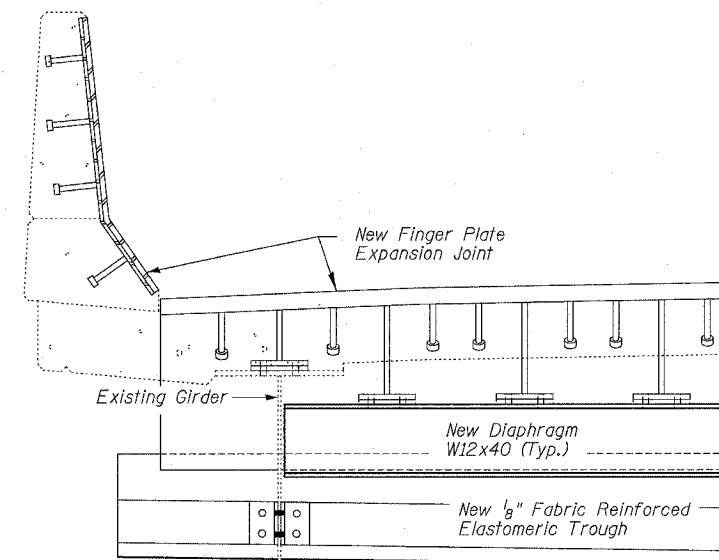 New Finger Plate
Expansion Joint
Existing Girder
New Diaphragm
W12x40 (Typ.)
New 1/8" Fabric Reinforced
Elastomeric Trough